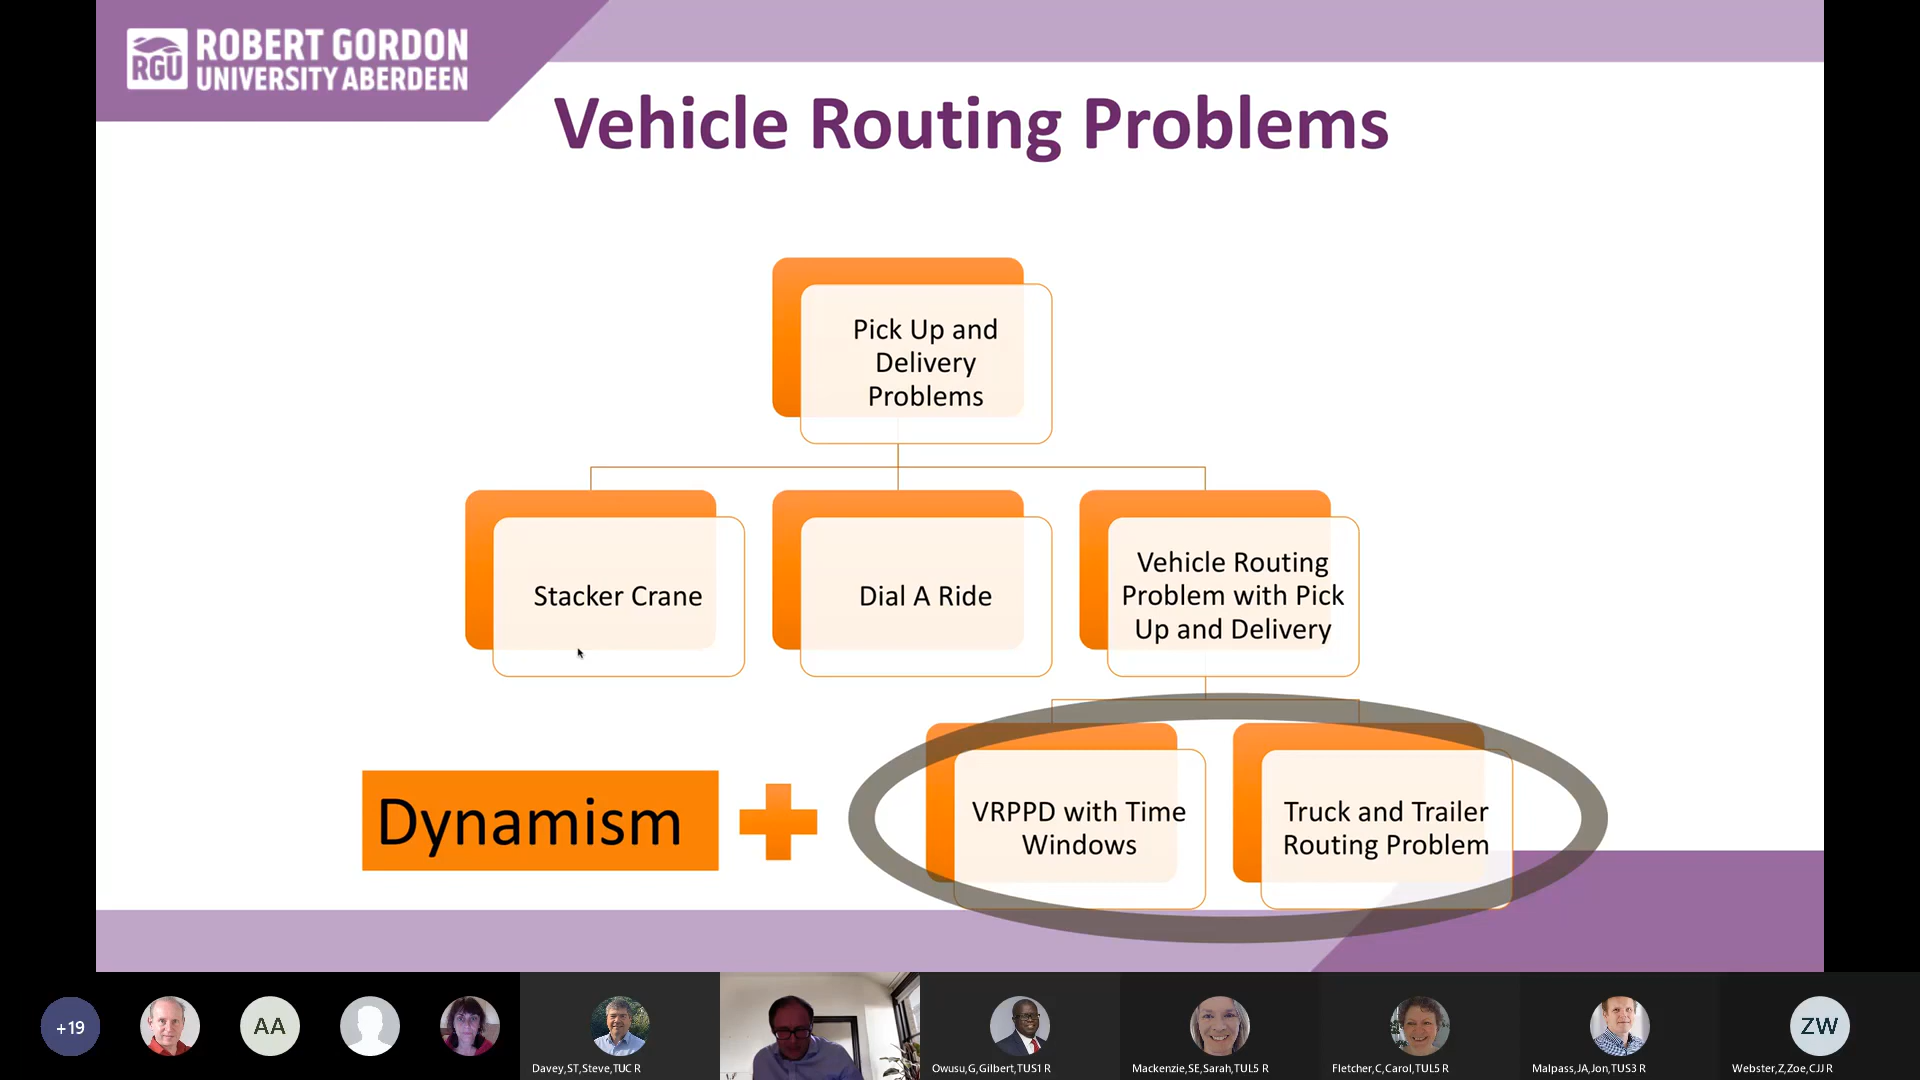 RGU
ROBERT GORDON
UNIVERSITY ABERDEEN
Vehicle Routing Problems
Pick Up and
Delivery
Problems
Stacker Crane
Dial A Ride
Vehicle Routing
Problem with Pick
Up and Delivery
Dynamism
VRPPD with Time
Windows
Truck and Trailer
Routing Problem
+19
AA
ZW
Davey,ST,Steve,TUC R
Owusu,G,Gilbert,TUS1 R
Mackenzie,SE,Sarah,TUL5 R
Fletcher,C,Carol,TUL5 R
Malpass,JA,Jon,TUS3 R
Webster,Z,Zoe,CJJ R